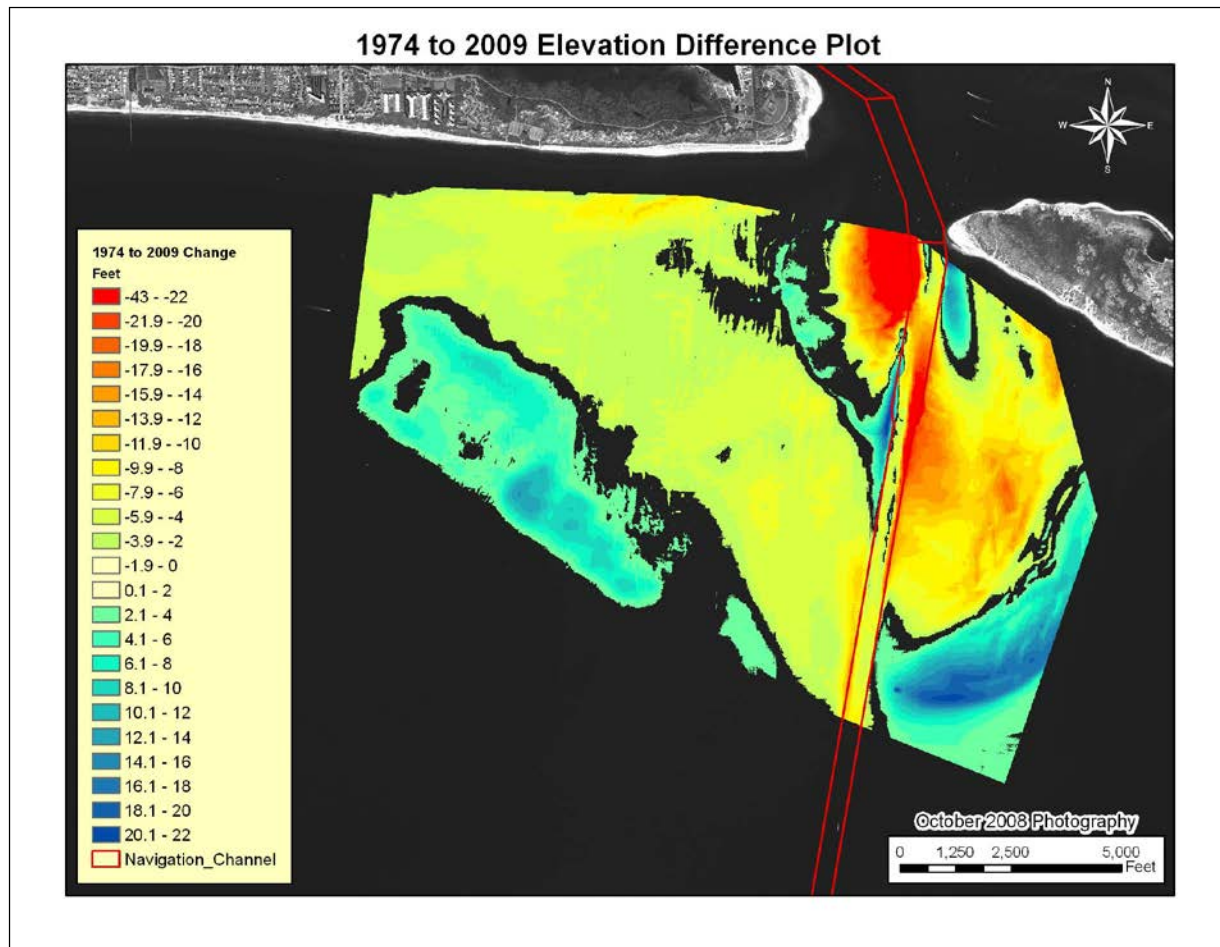 1974 to 2009 Elevation Difference Plot
N
W E
S
1974 to 2009 Change
Feet
-43 - -22
-21.9 - -20
-19.9 - -18
-17.9 - -16
-15.9 - -14
-13.9 - -12
-11.9 - -10
-9.9 - -8
-7.9 - -6
-5.9 - -4
-3.9 - -2
-1.9 - 0
0.1 - 2
2.1 - 4
4.1 - 6
6.1 - 8
8.1 - 10
10.1 - 12
12.1 - 14
14.1 - 16
16.1 - 18
18.1 - 20
20.1 - 22
Navigation_Channel
October 2008 Photography
0 1,250 2,500 5,000
Feet